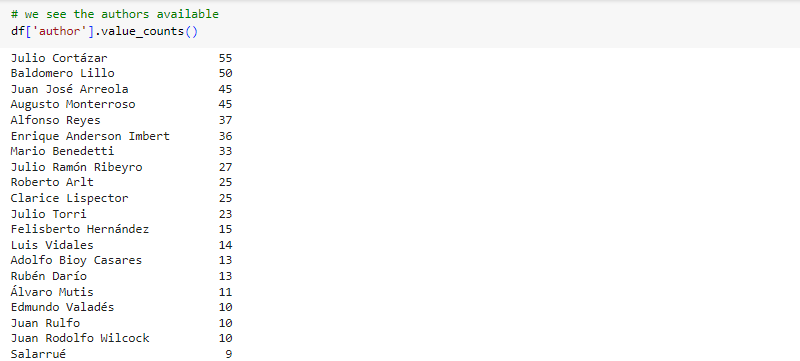 # we see the authors available
df['author'].value_counts()
Julio Cortázar 55
Baldomero Lillo 50
Juan José Arreola 45
Augusto Monterroso 45
Alfonso Reyes 37
Enrique Anderson Imbert 36
Mario Benedetti 33
Julio Ramón Ribeyro 27
Roberto Arlt 25
Clarice Lispector 25
Julio Torri 23
Felisberto Hernández 15
Luis Vidales 14
Adolfo Bioy Casares 13
Rubén Darío 13
Álvaro Mutis 11
Edmundo Valadés 10
Juan Rulfo 10
Juan Rodolfo Wilcock 10
Salarrué 9